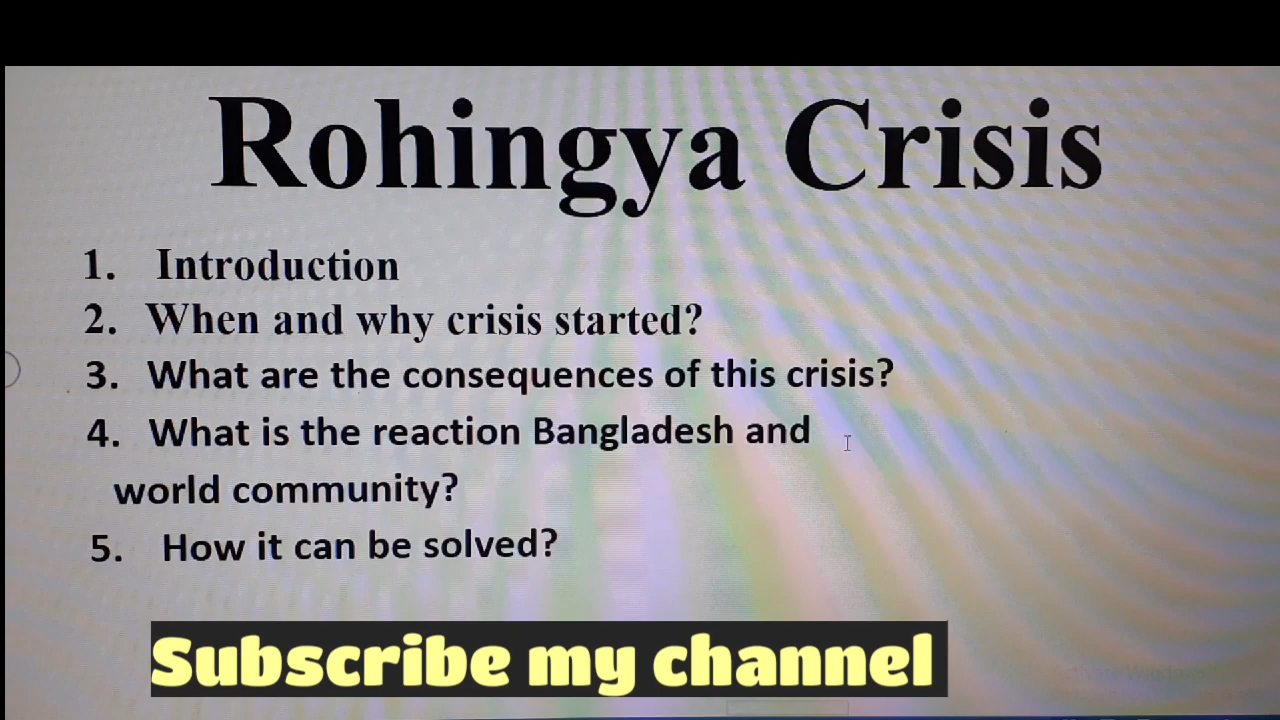 Rohingya Crisis
1. Introduction
2. When and why crisis started?
3. What are the consequences of this crisis?
4. What is the reaction Bangladesh and
world community?
5. How it can be solved?
Subscribe my channel